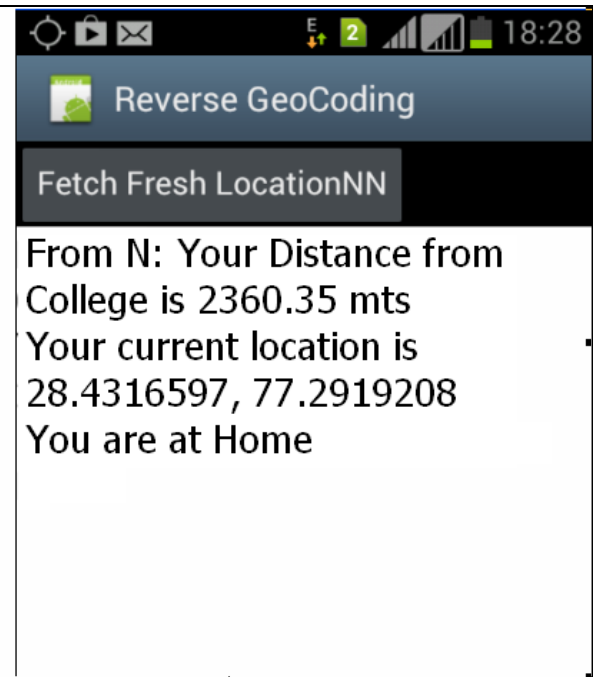 E 2 18:28
Reverse GeoCoding
Fetch Fresh LocationNN
From N: Your Distance from
College is 2360.35 mts
Your current location is
28.4316597, 77.2919208
You are at Home